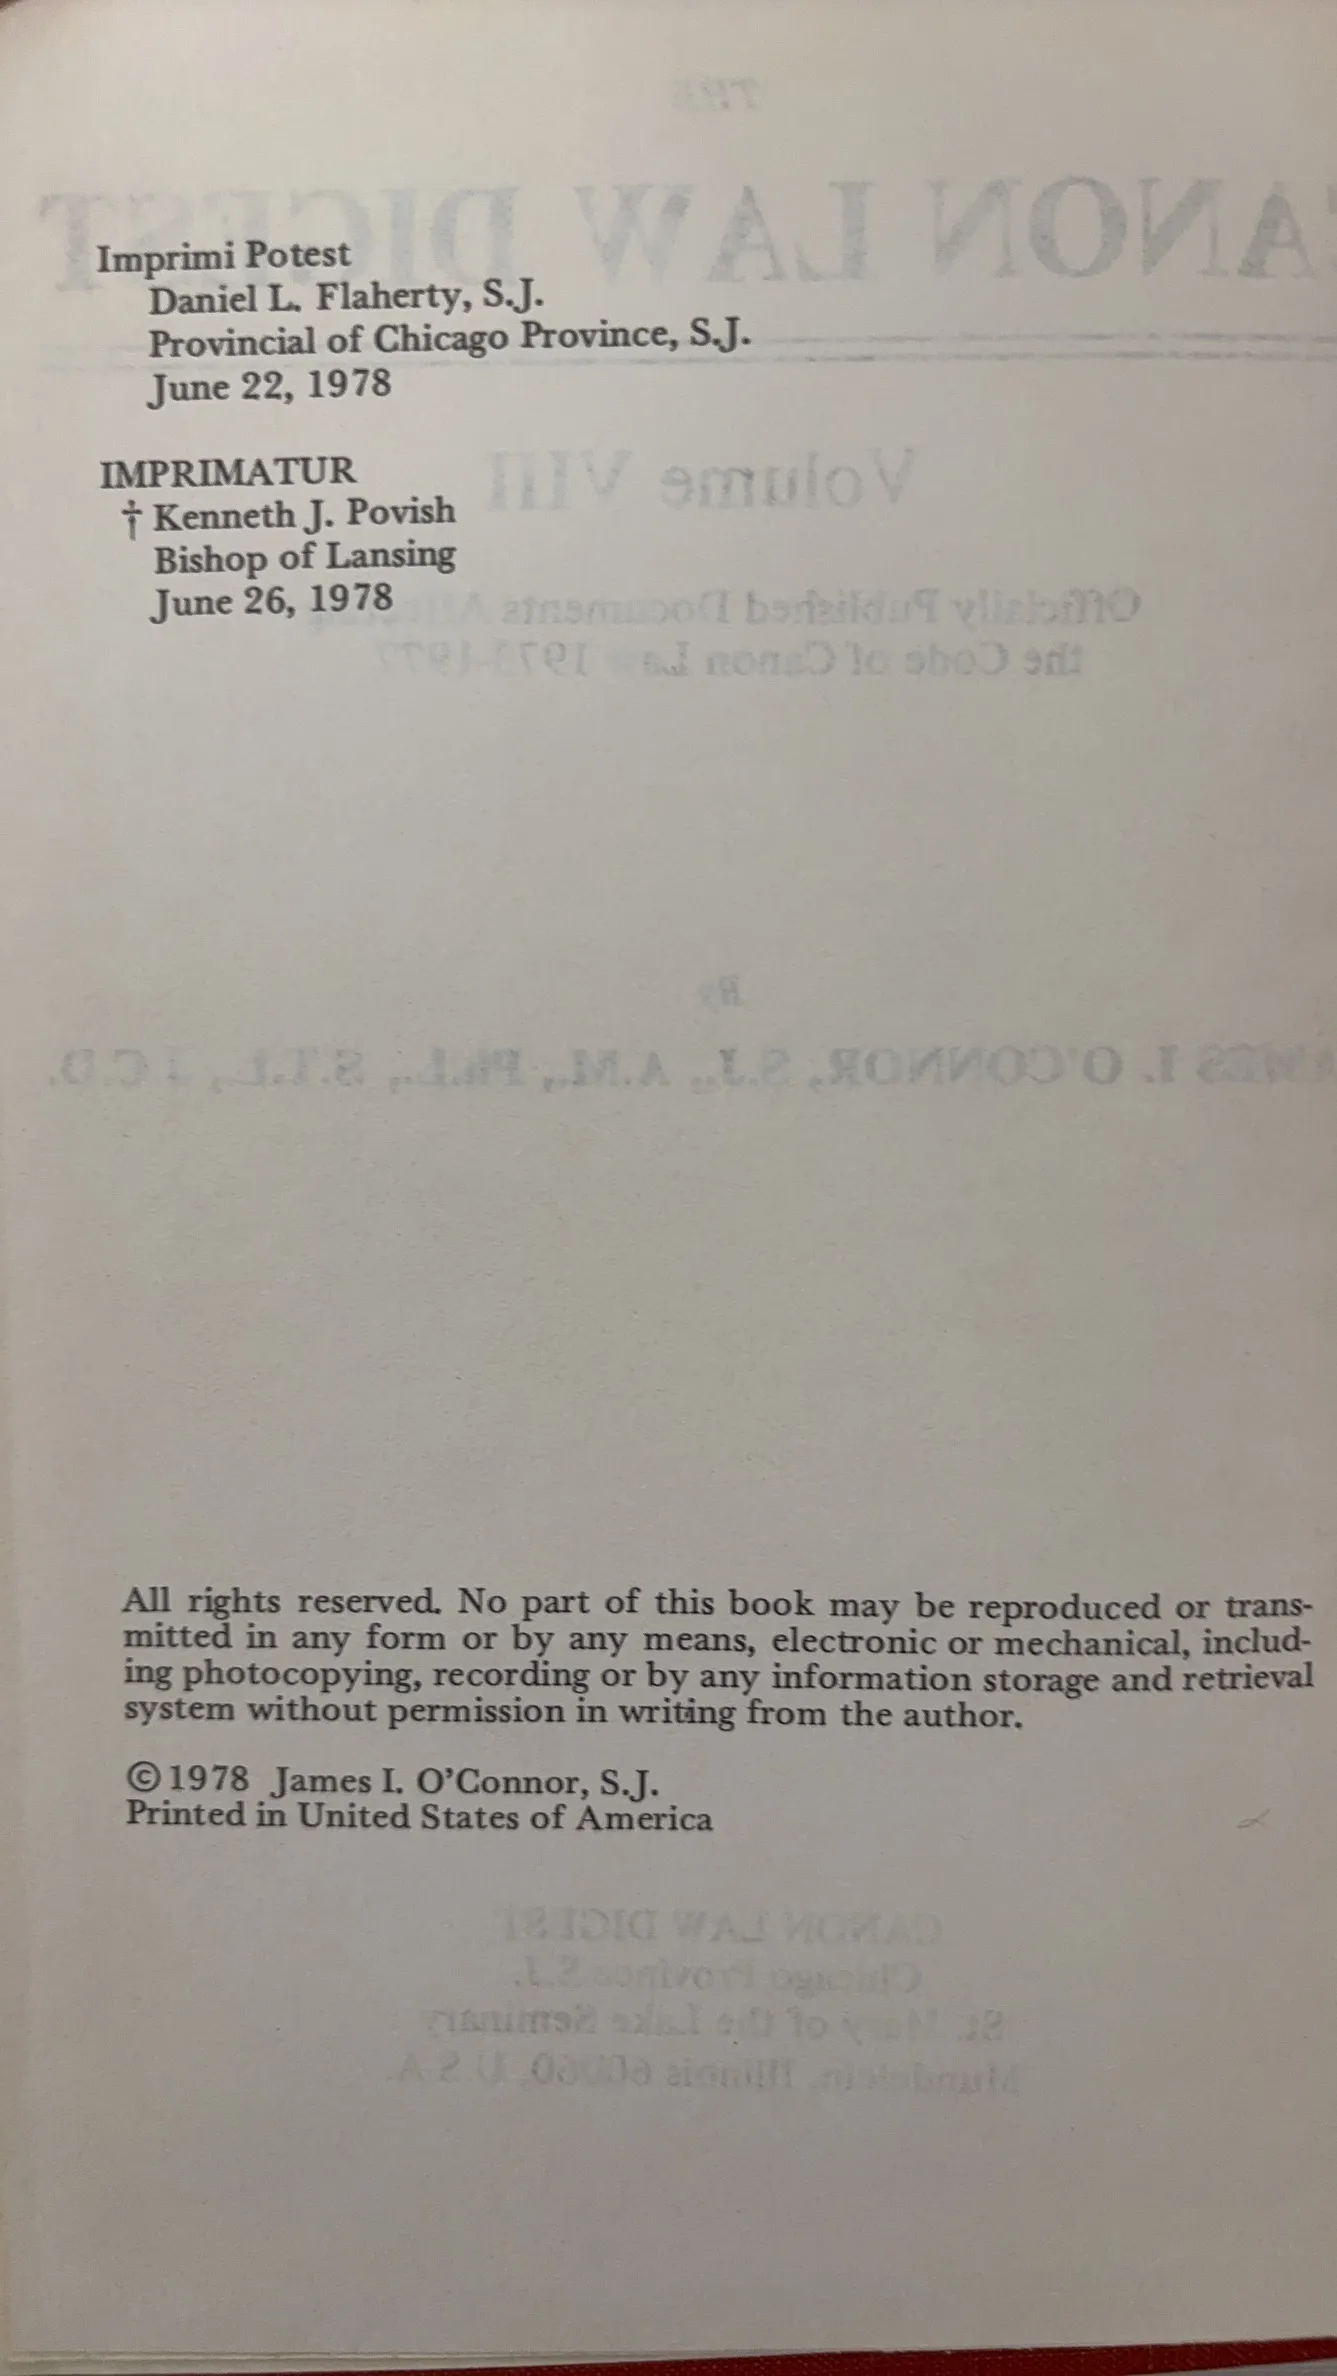 Imprimi Potest
Daniel L. Flaherty, S.J.
Provincial of Chicago Province, S.J.
June 22, 1978
IMPRIMATUR
† Kenneth J. Povish
Bishop of Lansing
June 26, 1978
All rights reserved. No part of this book may be reproduced or trans-
mitted in any form or by any means, electronic or mechanical, includ-
ing photocopying, recording or by any information storage and retrieval
system without permission in writing from the author.
© 1978 James I. O'Connor, S.J.
Printed in United States of America